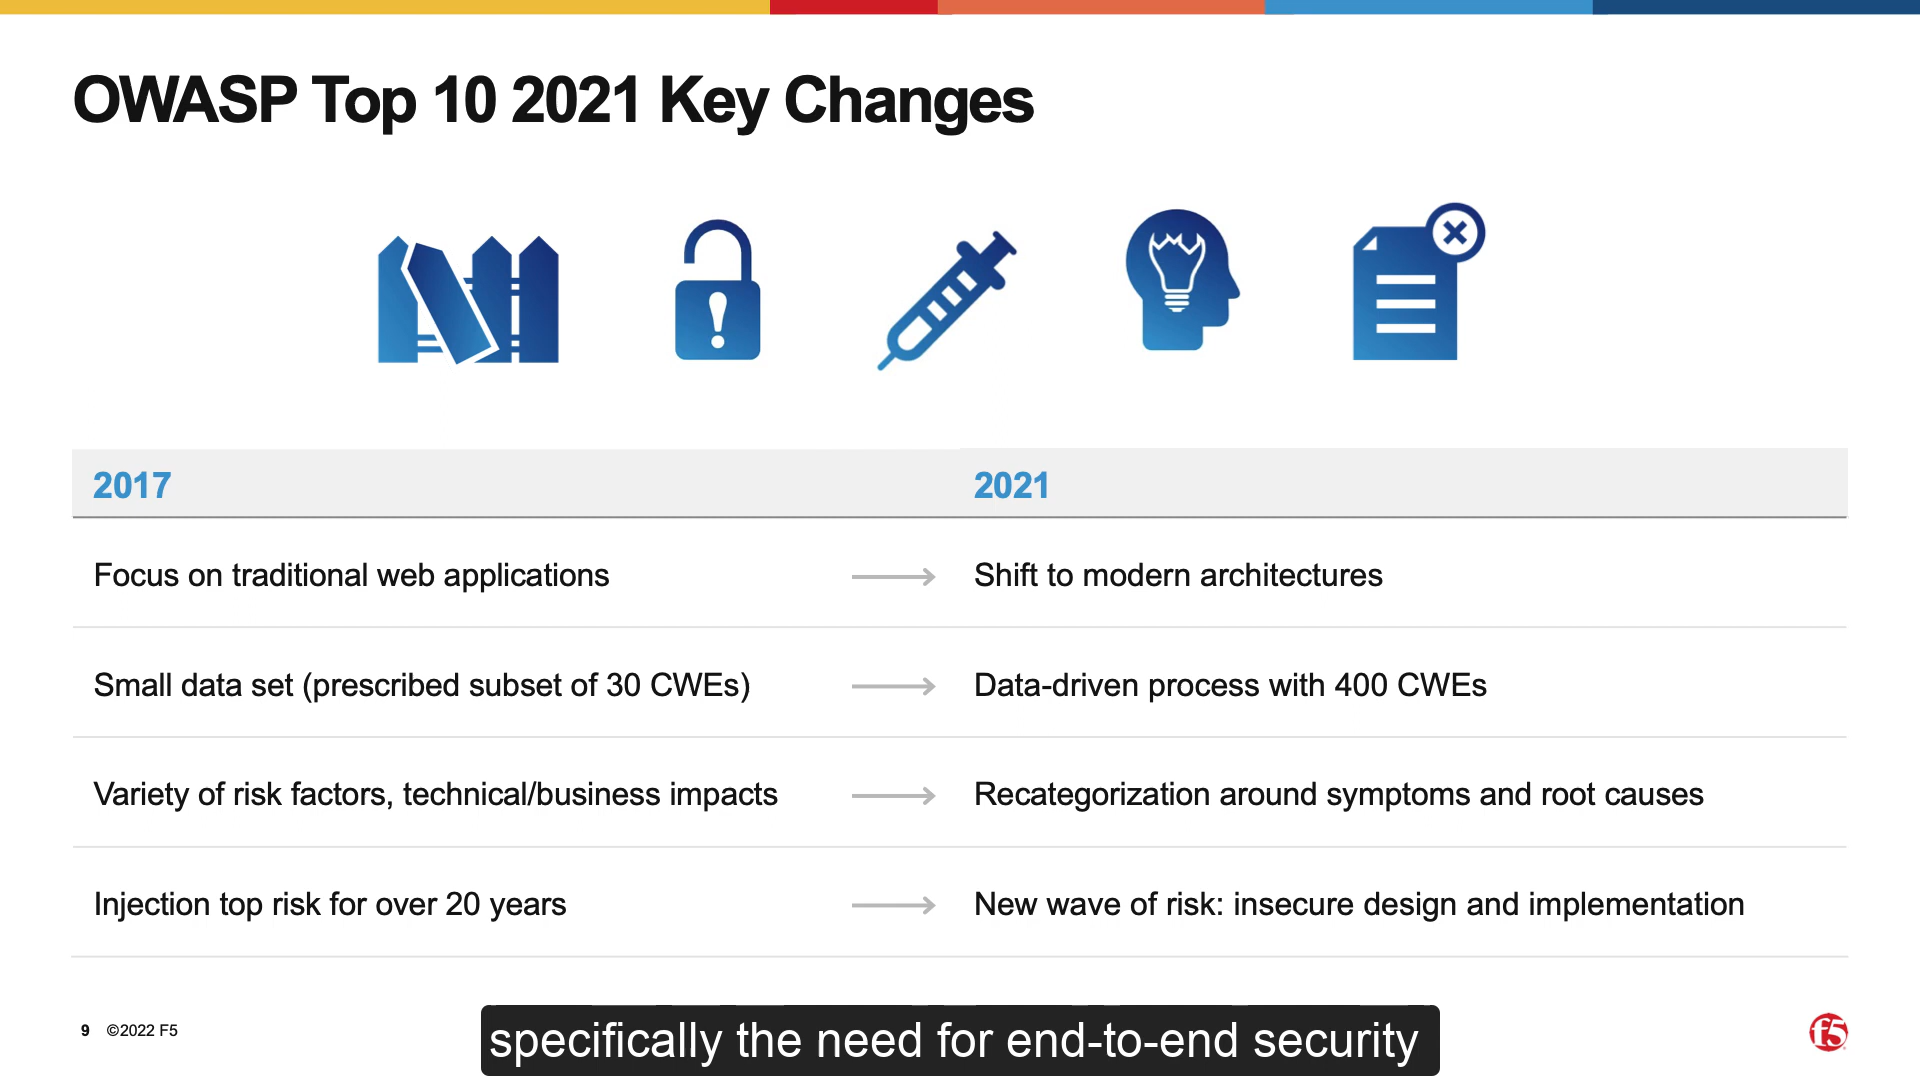 OWASP Top 10 2021 Key Changes
2017
2021
Focus on traditional web applications
Shift to modern architectures
Small data set (prescribed subset of 30 CWEs)
Data-driven process with 400 CWEs
Variety of risk factors, technical/business impacts
Recategorization around symptoms and root causes
Injection top risk for over 20 years
New wave of risk: insecure design and implementation
9 ©2022 F5
specifically the need for end-to-end security
f5